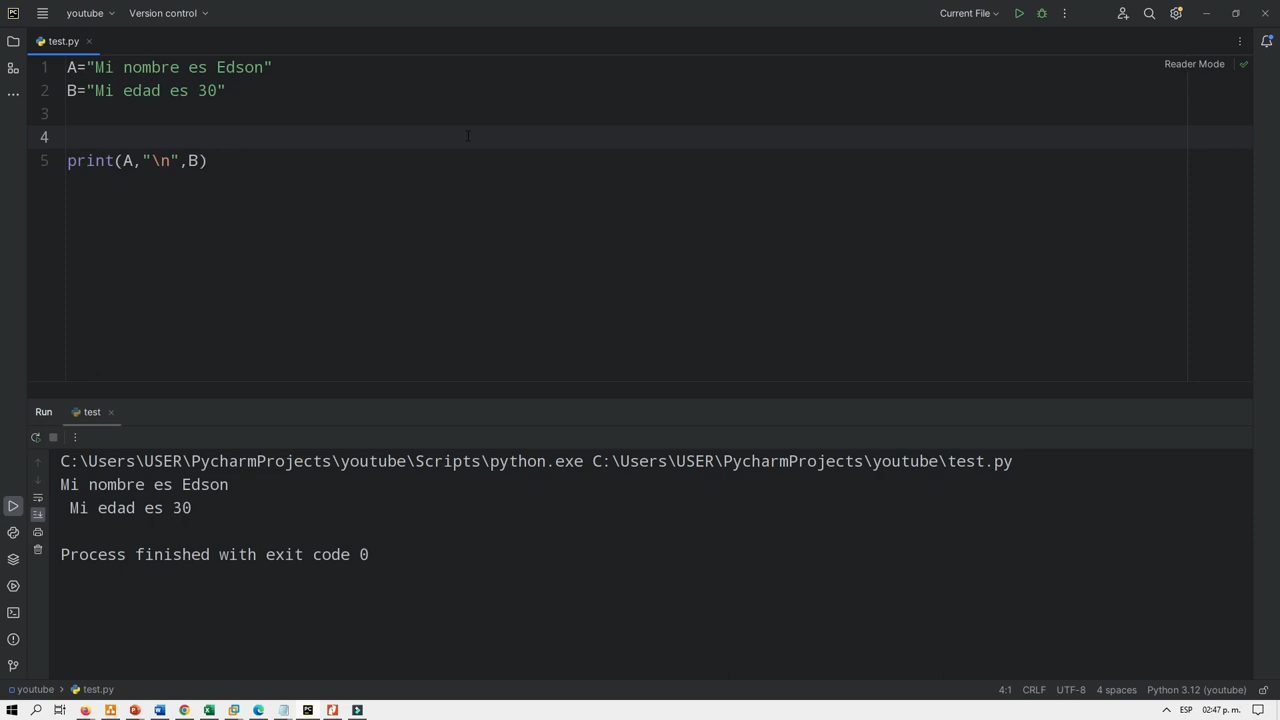 PC youtube Version control Current File
test.py
Reader Mode
1 A="Mi nombre es Edson"
2 B="Mi edad es 30"
3
4
5 print(A,"\n",B)
Run test
C:\Users\USER\PycharmProjects\youtube\Scripts\python.exe C:\Users\USER\PycharmProjects\youtube\test.py
Mi nombre es Edson
 Mi edad es 30
Process finished with exit code 0
youtube > test.py 4:1 CRLF UTF-8 4 spaces Python 3.12 (youtube)
ESP 02:47 p. m.